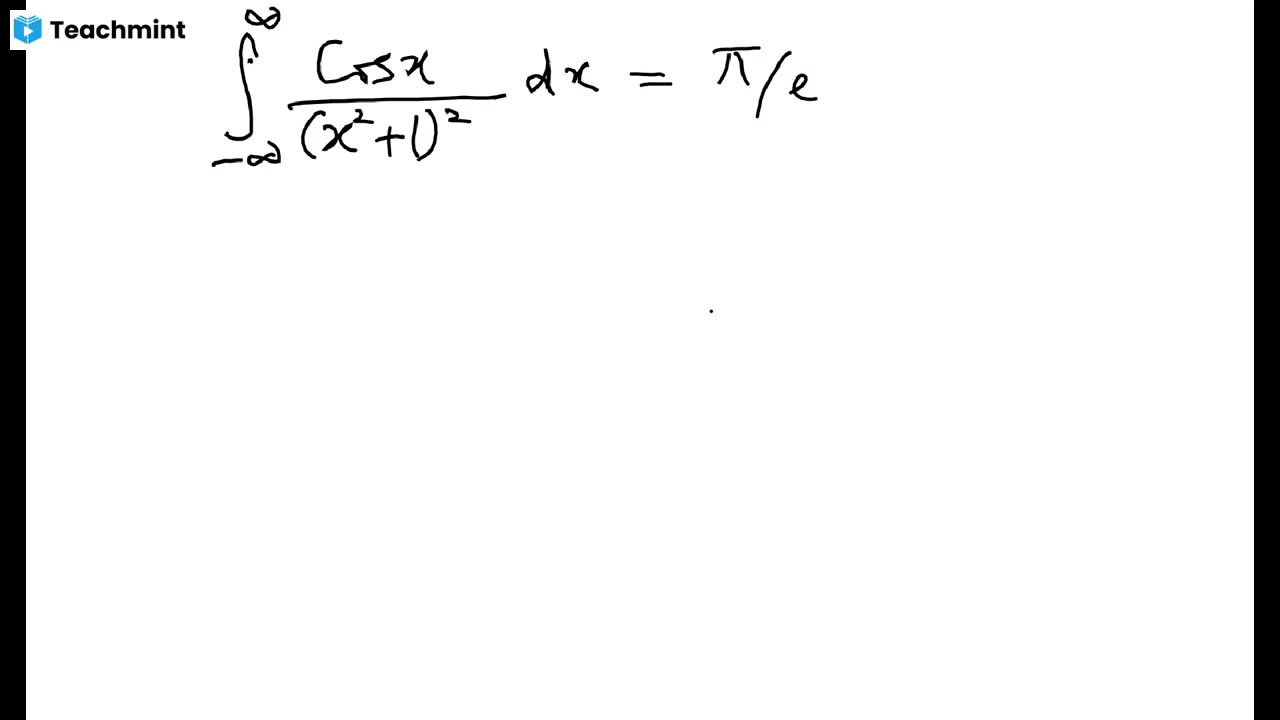 Teachmint
∫_{-∞}^{∞} Cosx/(x²+1)² dx = π/e